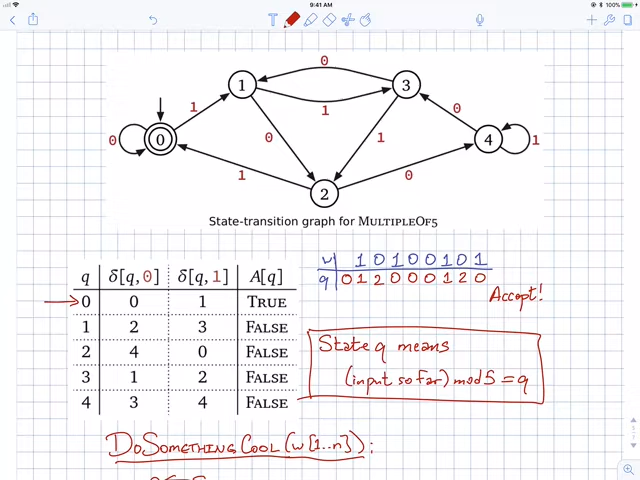 9:41 AM
100%
T
0
1
3
1
1
0
0
0
1
0
4
1
1
0
2
State-transition graph for MULTIPLEOF5
q δ[q, 0] δ[q, 1] A[q]
0 0 1 TRUE
1 2 3 FALSE
2 4 0 FALSE
3 1 2 FALSE
4 3 4 FALSE
w 1 0 1 0 0 1 0 1
q 0 1 2 0 0 0 1 2 0
Accept!
State q means
(input so far) mod 5 = q
DOSOMETHINGCOOL(w[1..n]):